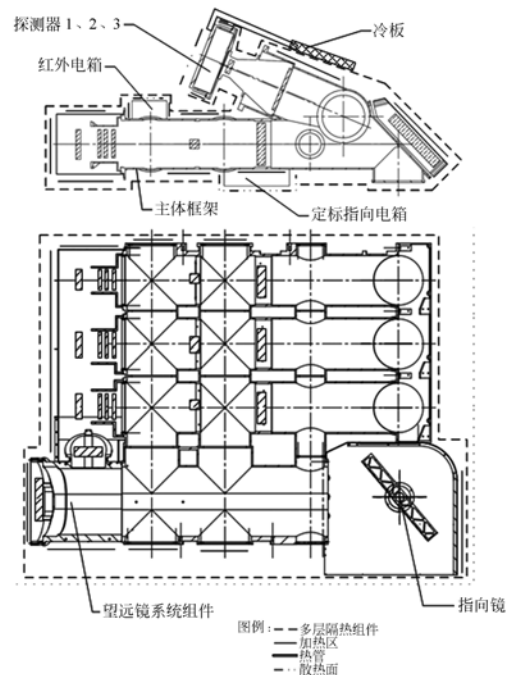 探测器 1、2、3
冷板
红外电箱
主体框架
定标指向电箱
望远镜系统组件
指向镜
图例:
多层隔热组件
加热区
热管
散热面